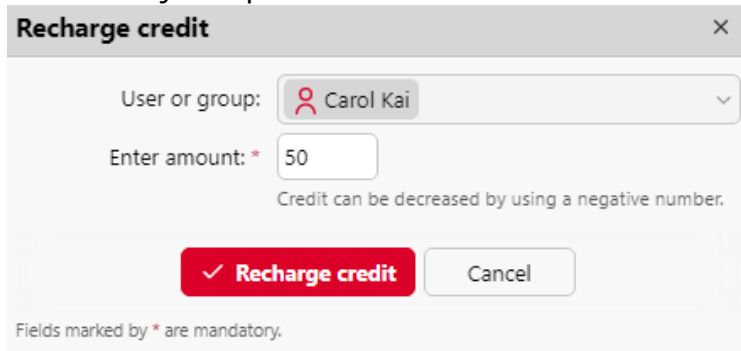 Recharge credit ×
User or group: Carol Kai
Enter amount: * 50
Credit can be decreased by using a negative number.
✓ Recharge credit Cancel
Fields marked by * are mandatory.